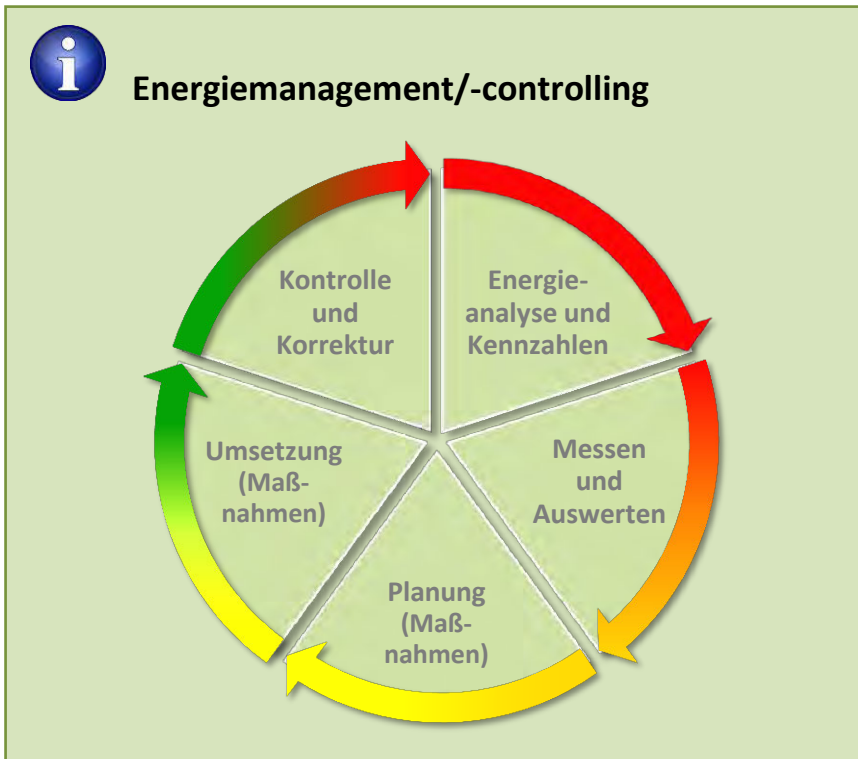 i
Energiemanagement/-controlling
Kontrolle
und
Korrektur
Energie-
analyse und
Kennzahlen
Messen
und
Auswerten
Planung
(Maß-
nahmen)
Umsetzung
(Maß-
nahmen)